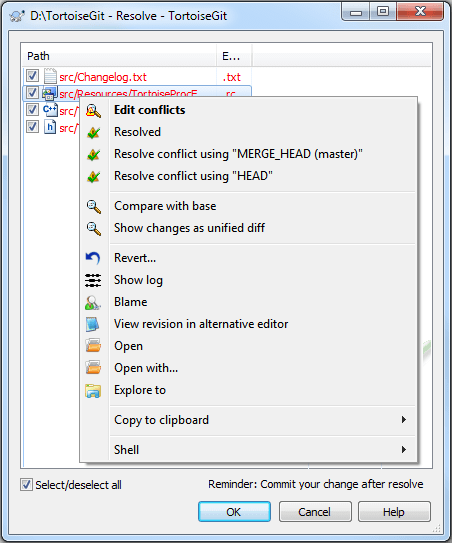 D:\TortoiseGit - Resolve - TortoiseGit
Path E...
src/Changelog.txt .txt
src/Resources/TortoiseProcE .rc
src/
src/
Edit conflicts
Resolved
Resolve conflict using "MERGE_HEAD (master)"
Resolve conflict using "HEAD"
Compare with base
Show changes as unified diff
Revert...
Show log
Blame
View revision in alternative editor
Open
Open with...
Explore to
Copy to clipboard
Shell
Select/deselect all Reminder: Commit your change after resolve
OK Cancel Help